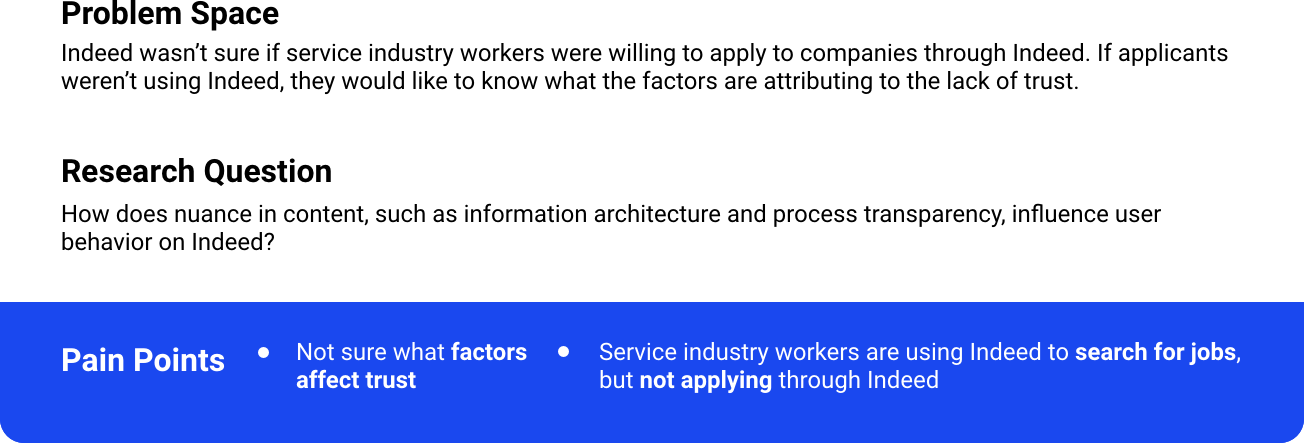 Problem Space
Indeed wasn’t sure if service industry workers were willing to apply to companies through Indeed. If applicants
weren’t using Indeed, they would like to know what the factors are attributing to the lack of trust.
Research Question
How does nuance in content, such as information architecture and process transparency, influence user
behavior on Indeed?
Pain Points
• Not sure what factors
affect trust
• Service industry workers are using Indeed to search for jobs,
but not applying through Indeed